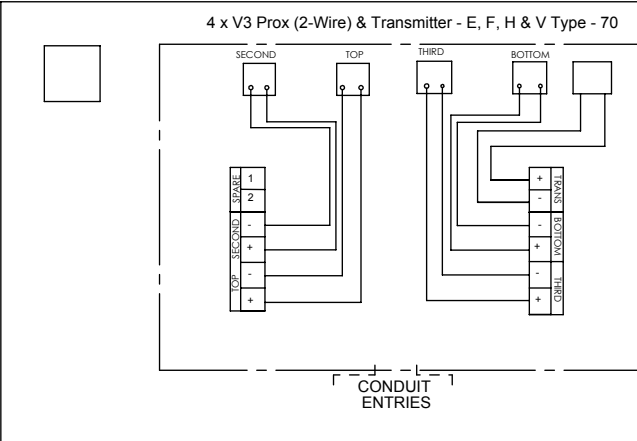 4 x V3 Prox (2-Wire) & Transmitter - E, F, H & V Type - 70
SECOND
TOP
THIRD
BOTTOM
SPARE
1
2
SECOND
-
+
TOP
-
+
+
-
TRANS
-
+
BOTTOM
-
+
THIRD
CONDUIT
ENTRIES